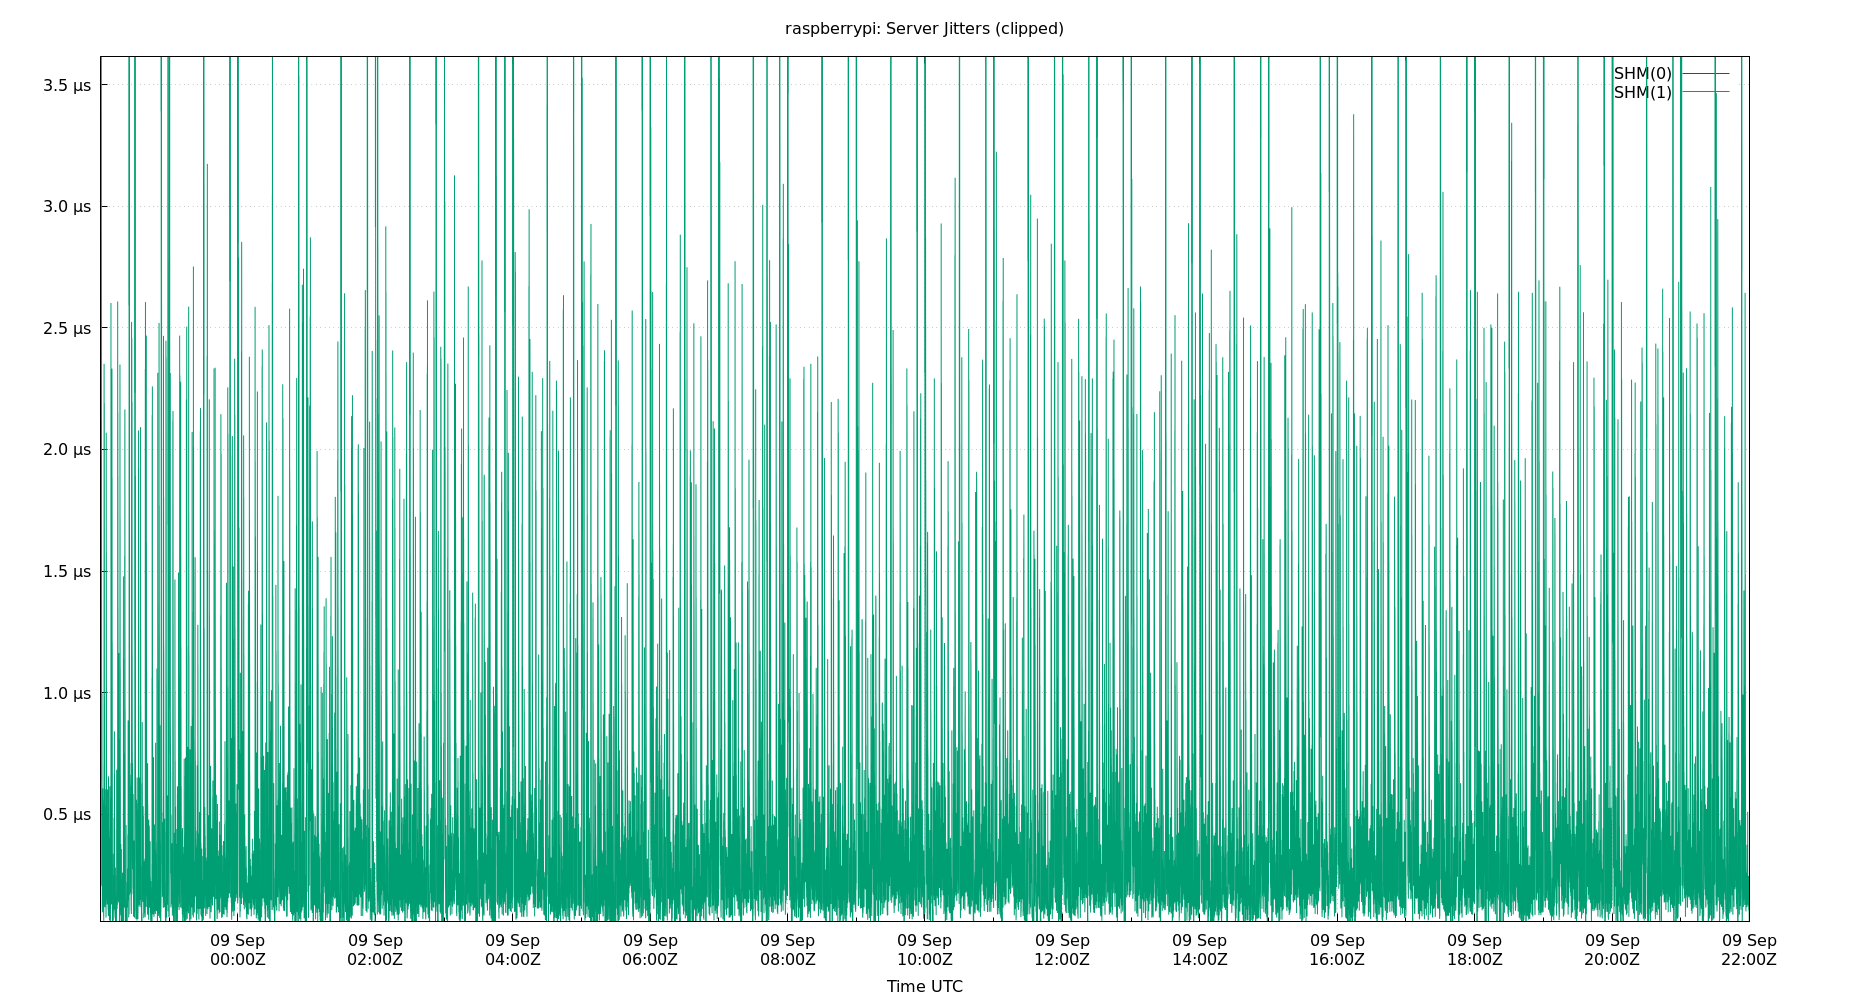 raspberrypi: Server Jitters (clipped)
SHM(0)
SHM(1)
3.5 µs
3.0 µs
2.5 µs
2.0 µs
1.5 µs
1.0 µs
0.5 µs
09 Sep 09 Sep 09 Sep 09 Sep 09 Sep 09 Sep 09 Sep 09 Sep 09 Sep 09 Sep 09 Sep 09 Sep
00:00Z 02:00Z 04:00Z 06:00Z 08:00Z 10:00Z 12:00Z 14:00Z 16:00Z 18:00Z 20:00Z 22:00Z
Time UTC